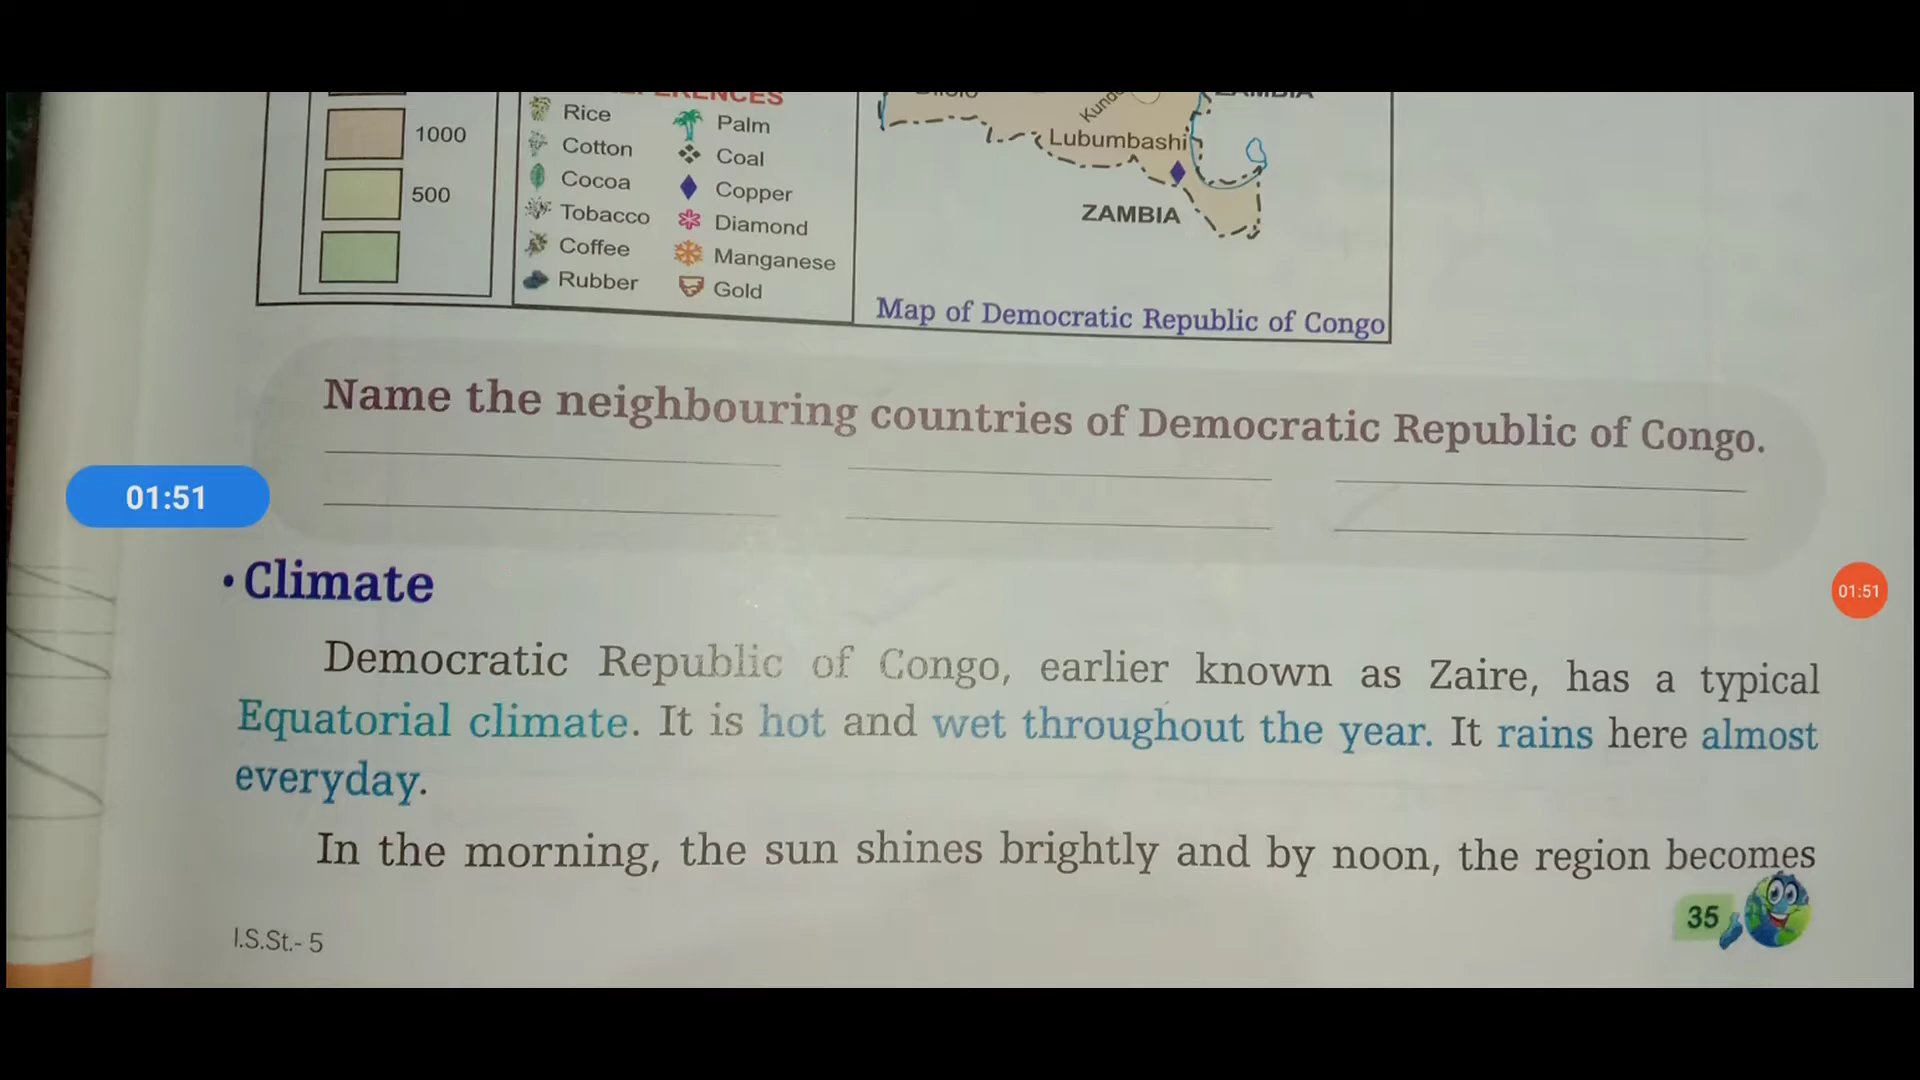 1000
500
Rice
Cotton
Cocoa
Tobacco
Coffee
Rubber
Palm
Coal
Copper
Diamond
Manganese
Gold
Lubumbashi
ZAMBIA
ZAMBIA
Map of Democratic Republic of Congo
Name the neighbouring countries of Democratic Republic of Congo.
01:51
01:51
• Climate
Democratic Republic of Congo, earlier known as Zaire, has a typical
Equatorial climate. It is hot and wet throughout the year. It rains here almost
everyday.
In the morning, the sun shines brightly and by noon, the region becomes
I.S.St.- 5
35